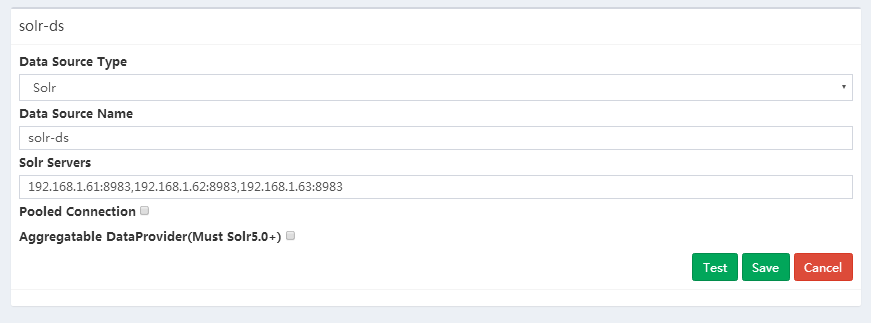 solr-ds
Data Source Type
Solr
Data Source Name
solr-ds
Solr Servers
192.168.1.61:8983,192.168.1.62:8983,192.168.1.63:8983
Pooled Connection
Aggregatable DataProvider(Must Solr5.0+)
Test Save Cancel